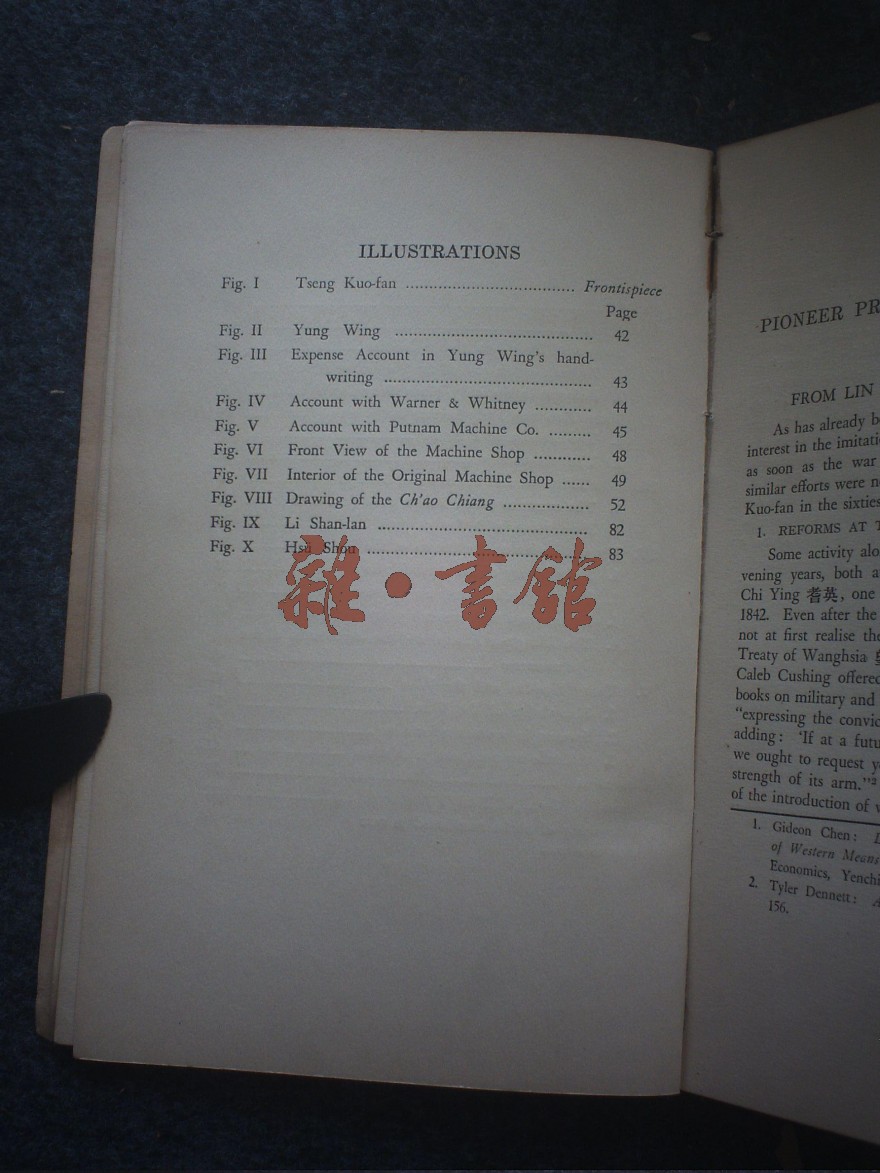 ILLUSTRATIONS
Fig. I Tseng Kuo-fan .................................. Frontispiece
Page
Fig. II Yung Wing ........................................ 42
Fig. III Expense Account in Yung Wing's hand-
writing .......................................... 43
Fig. IV Account with Warner & Whitney ............ 44
Fig. V Account with Putnam Machine Co. ......... 45
Fig. VI Front View of the Machine Shop ............ 48
Fig. VII Interior of the Original Machine Shop ...... 49
Fig. VIII Drawing of the Ch'ao Chiang .................. 52
Fig. IX Li Shan-lan .......................................... 82
Fig. X Hsü Shou ............................................ 83
雜•書館
PIONEER
FROM LIN
As has already
interest in the
as soon as the war
similar efforts were
Kuo-fan in the sixties
1. REFORMS AT
Some activity
vening years, both
Chi Ying 耆英, one
1842. Even after the
not at first realise
Treaty of Wanghsia
Caleb Cushing offered
books on military and
"expressing the
adding: 'If at a
we ought to request
strength of its arm."²
of the introduction of
1. Gideon Chen:
of Western Means
Economics,
2. Tyler Dennett:
156.